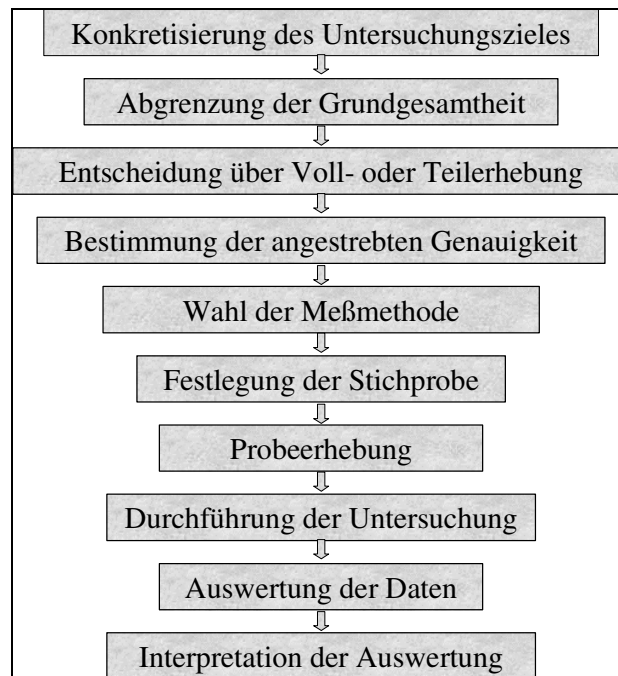 Konkretisierung des Untersuchungszieles
Abgrenzung der Grundgesamtheit
Entscheidung über Voll- oder Teilerhebung
Bestimmung der angestrebten Genauigkeit
Wahl der Meßmethode
Festlegung der Stichprobe
Probeerhebung
Durchführung der Untersuchung
Auswertung der Daten
Interpretation der Auswertung